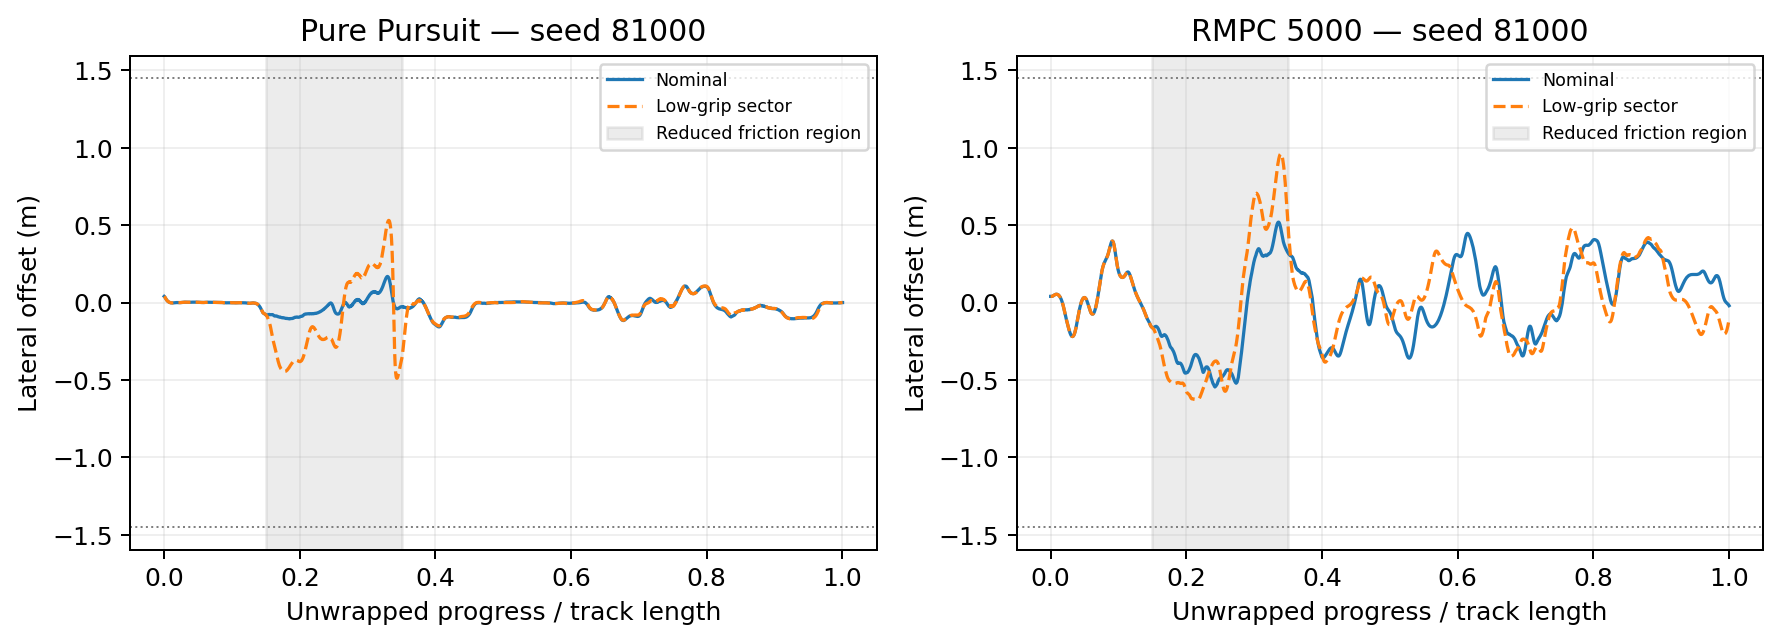 Pure Pursuit — seed 81000
Lateral offset (m)
1.5
1.0
0.5
0.0
−0.5
−1.0
−1.5
Nominal
Low-grip sector
Reduced friction region
0.0 0.2 0.4 0.6 0.8 1.0
Unwrapped progress / track length
RMPC 5000 — seed 81000
Lateral offset (m)
1.5
1.0
0.5
0.0
−0.5
−1.0
−1.5
Nominal
Low-grip sector
Reduced friction region
0.0 0.2 0.4 0.6 0.8 1.0
Unwrapped progress / track length